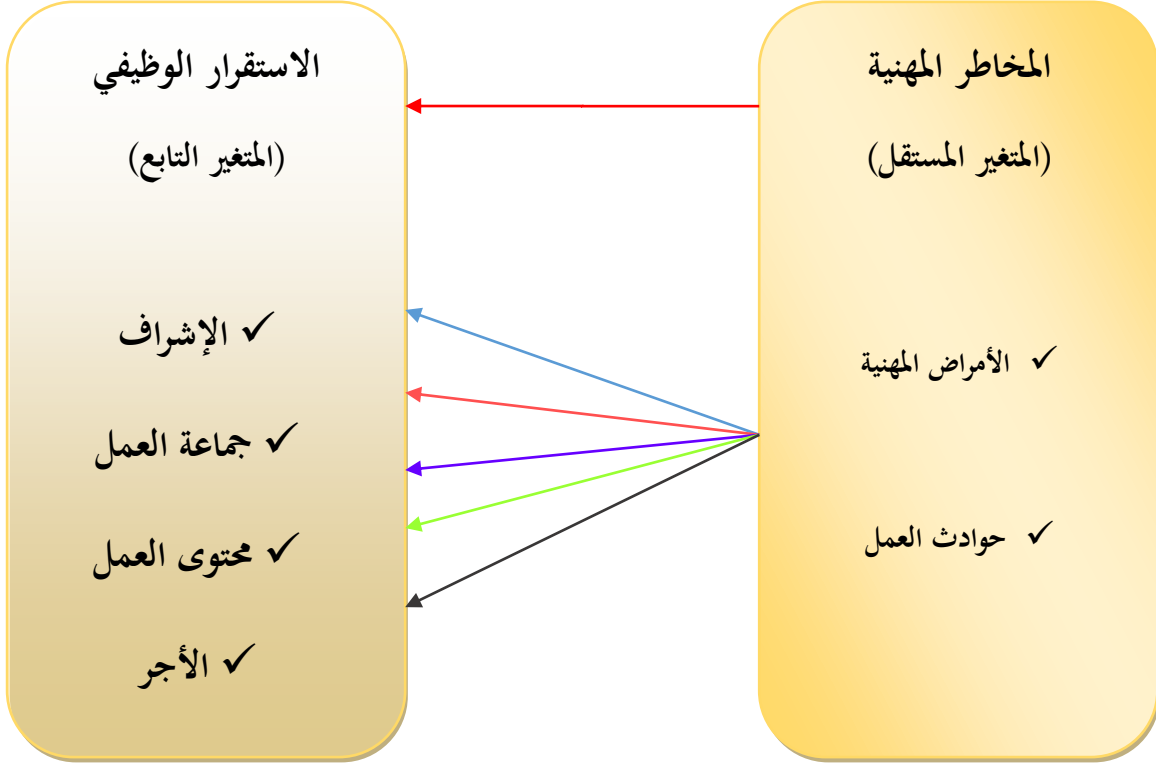 المخاطر المهنية
(المتغير المستقل)
✓ الأمراض المهنية
✓ حوادث العمل
الاستقرار الوظيفي
(المتغير التابع)
✓ الإشراف
✓ جماعة العمل
✓ محتوى العمل
✓ الأجر